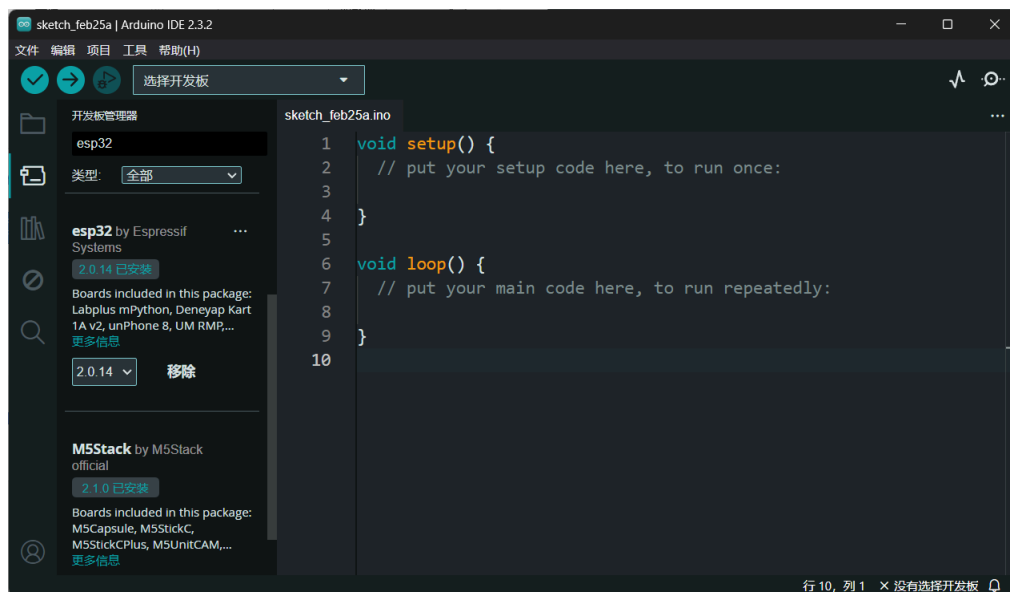 sketch_feb25a | Arduino IDE 2.3.2
文件 编辑 项目 工具 帮助(H)
选择开发板
开发板管理器
esp32
类型: 全部
esp32 by Espressif
Systems
2.0.14 已安装
Boards included in this package:
Labplus mPython, Deneyap Kart
1A v2, unPhone 8, UM RMP,...
更多信息
2.0.14 移除
M5Stack by M5Stack
official
2.1.0 已安装
Boards included in this package:
M5Capsule, M5StickC,
M5StickCPlus, M5UnitCAM,...
更多信息
sketch_feb25a.ino
1 void setup() {
2 // put your setup code here, to run once:
3
4 }
5
6 void loop() {
7 // put your main code here, to run repeatedly:
8
9 }
10
行 10, 列 1 × 没有选择开发板